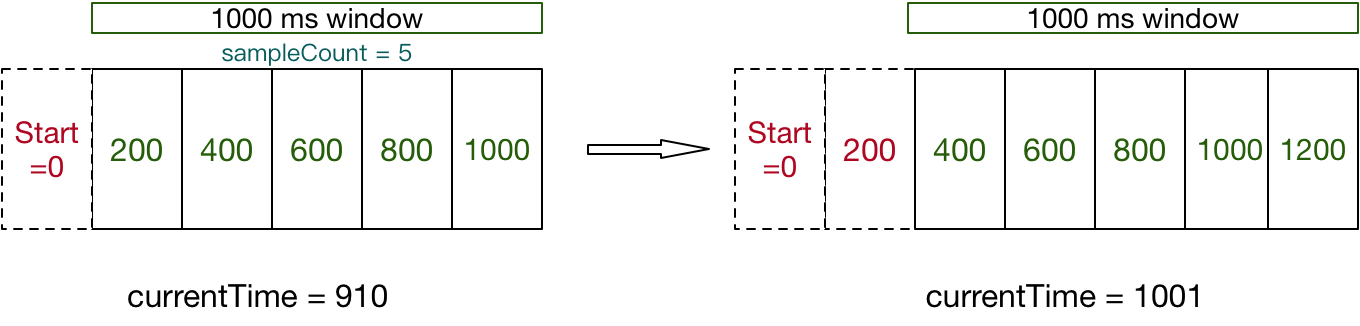 1000 ms window
sampleCount = 5
Start
=0
200
400
600
800
1000
currentTime = 910
1000 ms window
Start
=0
200
400
600
800
1000
1200
currentTime = 1001